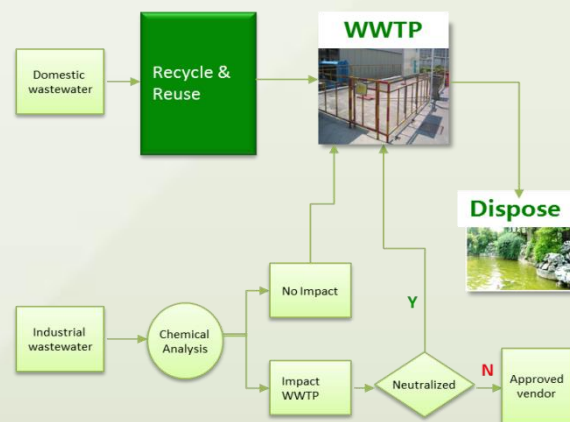 WWTP
Domestic
wastewater
Recycle &
Reuse
Dispose
No Impact
Y
Industrial
wastewater
Chemical
Analysis
Impact
WWTP
Neutralized
N
Approved
vendor